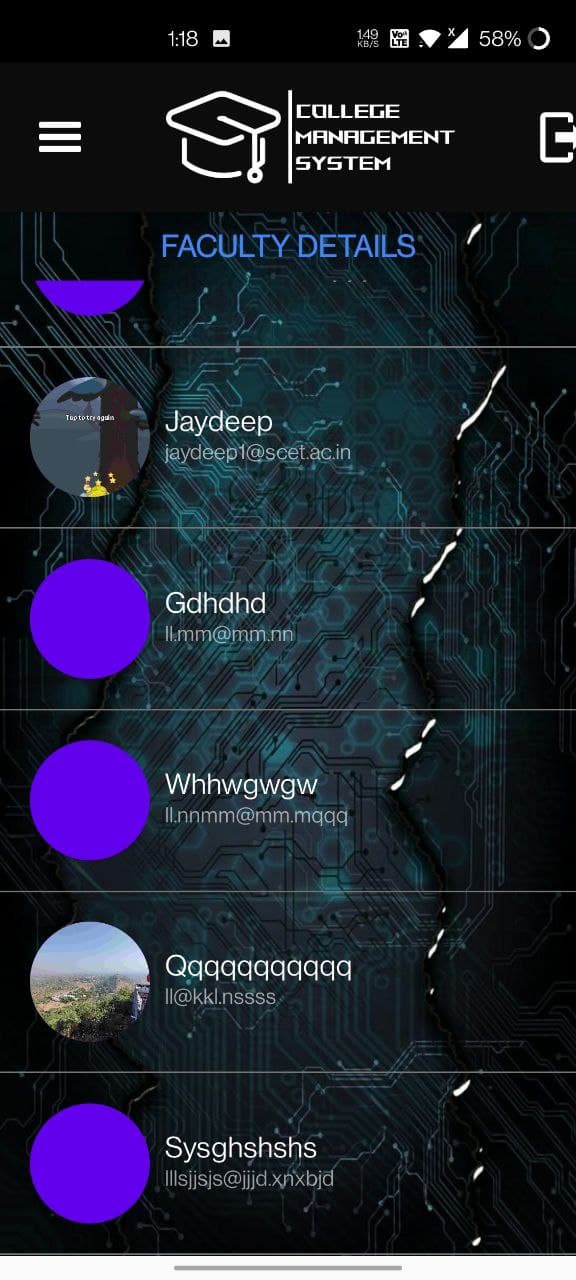 1:18
1.49 KB/S
Vo LTE
X
58%
COLLEGE
MANAGEMENT
SYSTEM
FACULTY DETAILS
Tap to try again
Jaydeep
jaydeep1@scet.ac.in
Gdhdhd
ll.mm@mm.nn
Whhwgwgw
ll.nnmm@mm.mqqq
Qqqqqqqqqqq
ll@kkl.nssss
Sysghshshs
lllsjjsjs@jjjd.xnxbjd